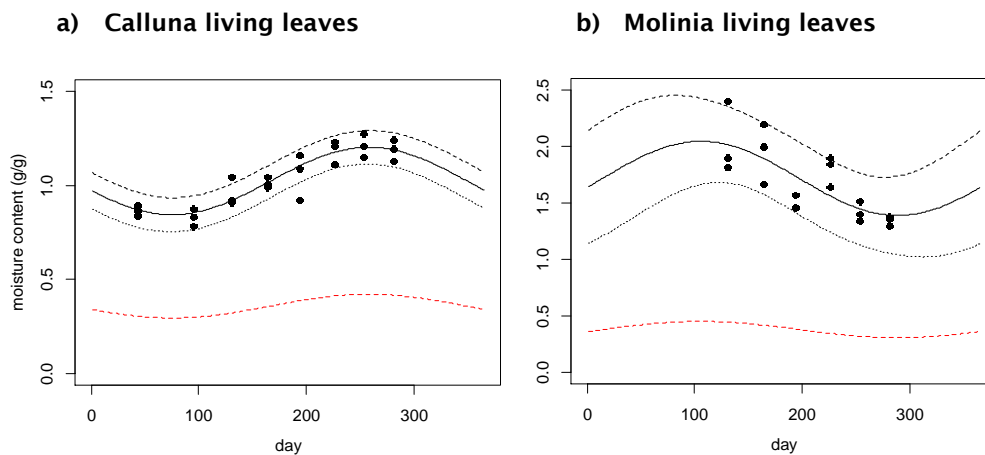 a) Calluna living leaves
moisture content (g/g)
1.5
1.0
0.5
0.0
0 100 200 300
day
b) Molinia living leaves
2.5
2.0
1.5
1.0
0.5
0.0
0 100 200 300
day